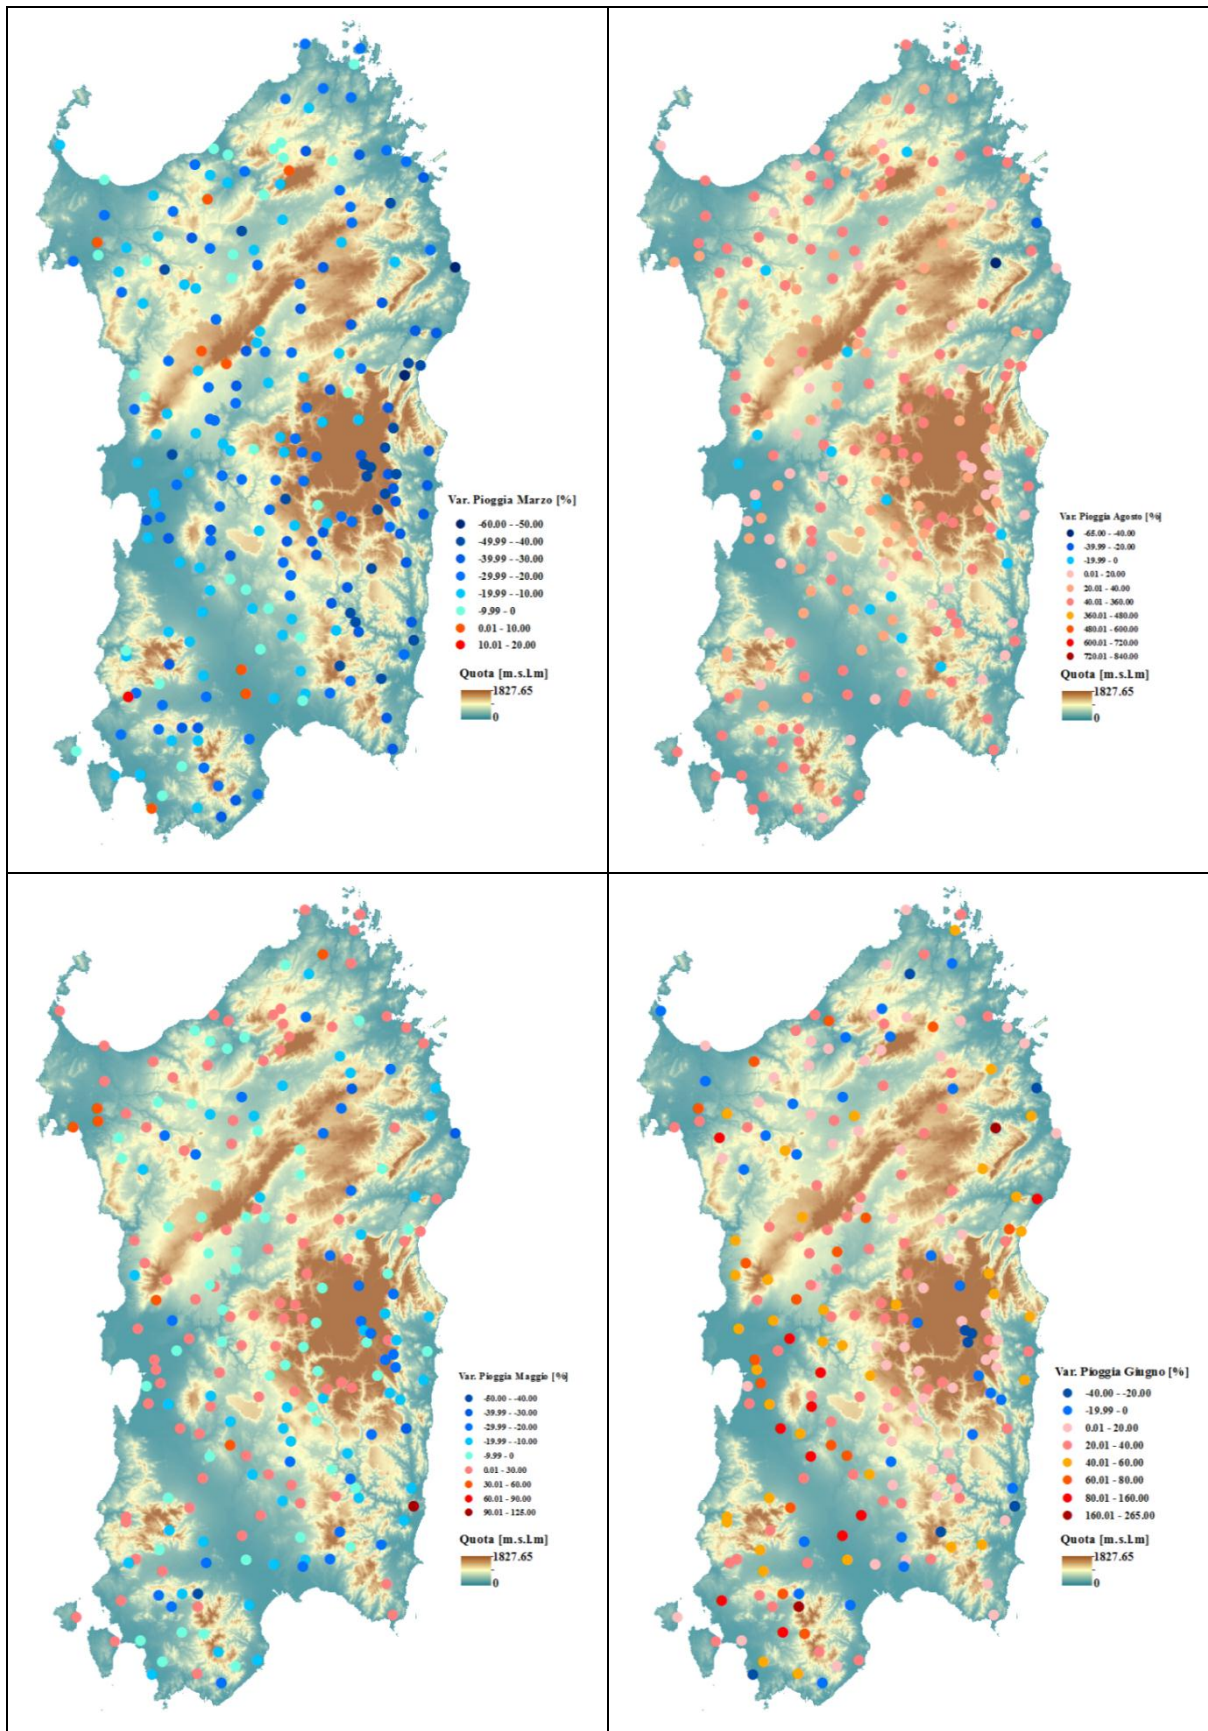 Var. Pioggia Marzo [%]
-60.00 - -50.00
-49.99 - -40.00
-39.99 - -30.00
-29.99 - -20.00
-19.99 - -10.00
-9.99 - 0
0.01 - 10.00
10.01 - 20.00
Quota [m.s.l.m]
1827.65
0
Var. Pioggia Agosto [%]
-65.00 - -40.00
-39.99 - -20.00
-19.99 - 0
0.01 - 20.00
20.01 - 40.00
40.01 - 360.00
360.01 - 480.00
480.01 - 600.00
600.01 - 720.00
720.01 - 840.00
Quota [m.s.l.m]
1827.65
0
Var. Pioggia Maggio [%]
-50.00 - -40.00
-39.99 - -30.00
-29.99 - -20.00
-19.99 - -10.00
-9.99 - 0
0.01 - 30.00
30.01 - 60.00
60.01 - 90.00
90.01 - 125.00
Quota [m.s.l.m]
1827.65
0
Var. Pioggia Giugno [%]
-40.00 - -20.00
-19.99 - 0
0.01 - 20.00
20.01 - 40.00
40.01 - 60.00
60.01 - 80.00
80.01 - 160.00
160.01 - 265.00
Quota [m.s.l.m]
1827.65
0